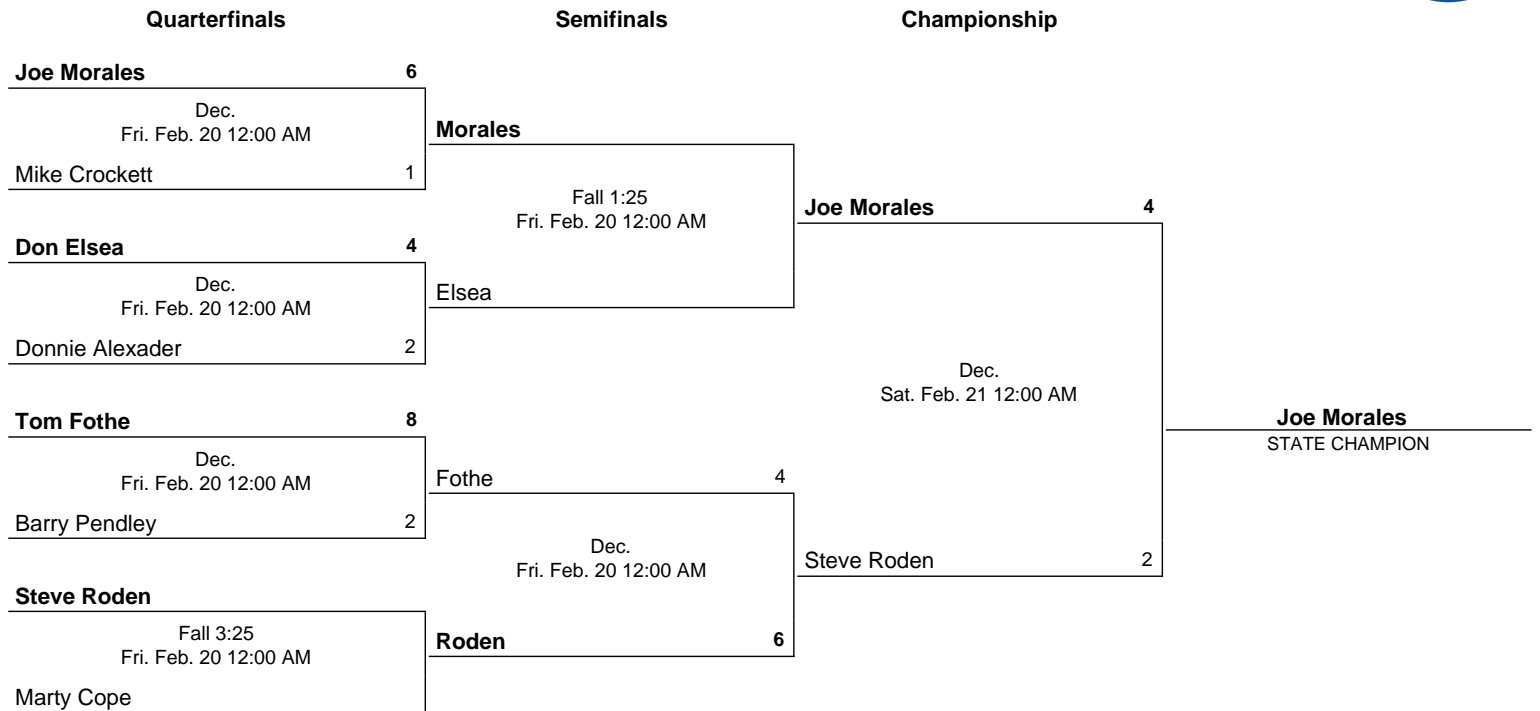 Quarterfinals Semifinals Championship
Joe Morales 6
Dec.
Fri. Feb. 20 12:00 AM
Mike Crockett 1
Don Elsea 4
Dec.
Fri. Feb. 20 12:00 AM
Donnie Alexader 2
Tom Fothe 8
Dec.
Fri. Feb. 20 12:00 AM
Barry Pendley 2
Steve Roden
Fall 3:25
Fri. Feb. 20 12:00 AM
Marty Cope
Morales
Fall 1:25
Fri. Feb. 20 12:00 AM
Elsea
Fothe 4
Dec.
Fri. Feb. 20 12:00 AM
Roden 6
Joe Morales 4
Dec.
Sat. Feb. 21 12:00 AM
Steve Roden 2
Joe Morales
STATE CHAMPION